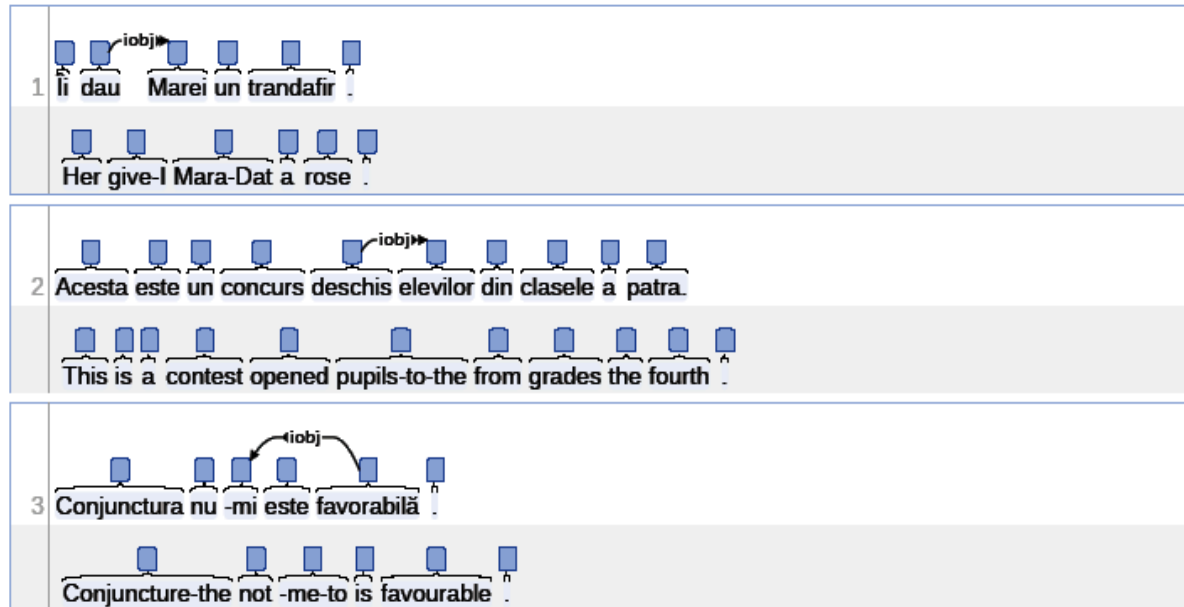 iobj
1 Îi dau Marei un trandafir .
Her give-I Mara-Dat a rose .
iobj
2 Acesta este un concurs deschis elevilor din clasele a patra.
This is a contest opened pupils-to-the from grades the fourth .
iobj
3 Conjunctura nu -mi este favorabilă .
Conjuncture-the not -me-to is favourable .